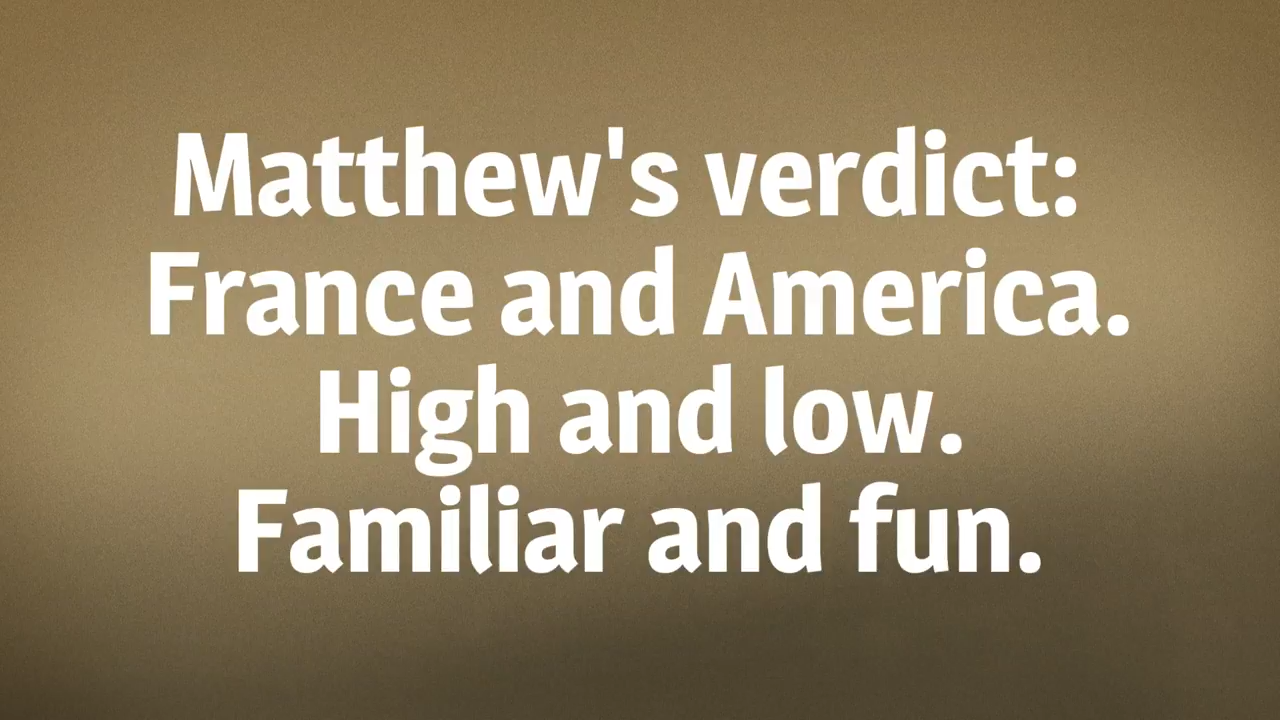 Matthew's verdict:
France and America.
High and low.
Familiar and fun.